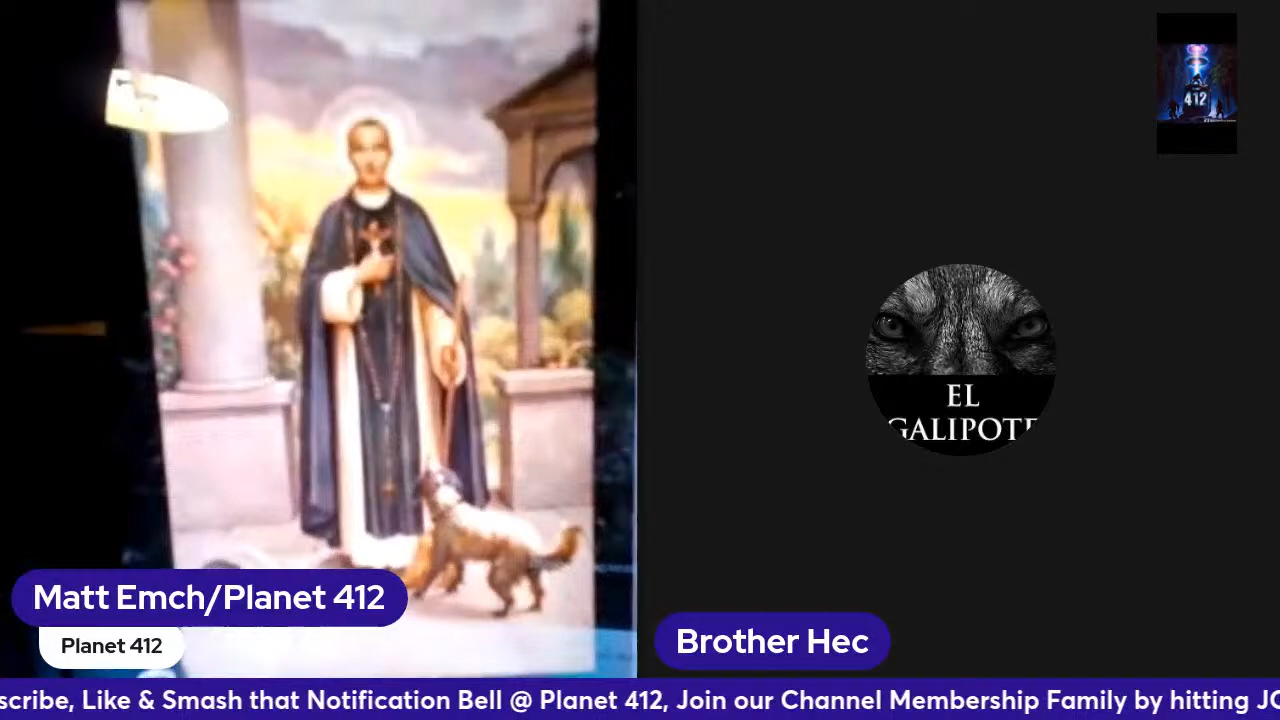 412
EL
GALIPOTE
Matt Emch/Planet 412
Planet 412
Brother Hec
scribe, Like & Smash that Notification Bell @ Planet 412, Join our Channel Membership Family by hitting JO